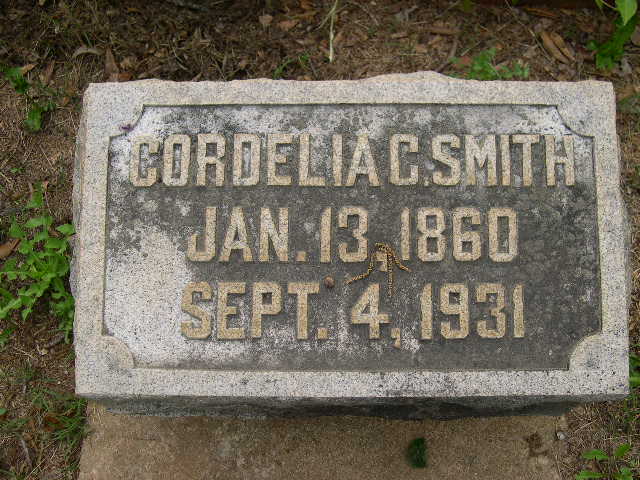 CORDELIA C. SMITH
JAN. 13, 1860
SEPT. 4, 1931